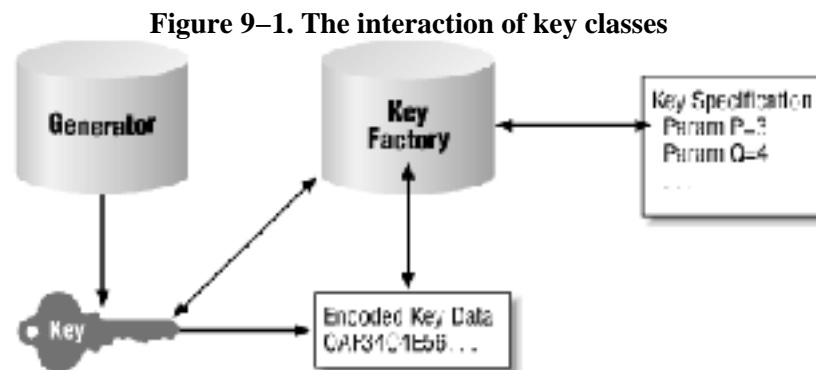 Figure 9−1. The interaction of key classes
Generator
Key
Factory
Key Specification
Param P=3
Param Q=4
. . .
Key
Encoded Key Data
. . .